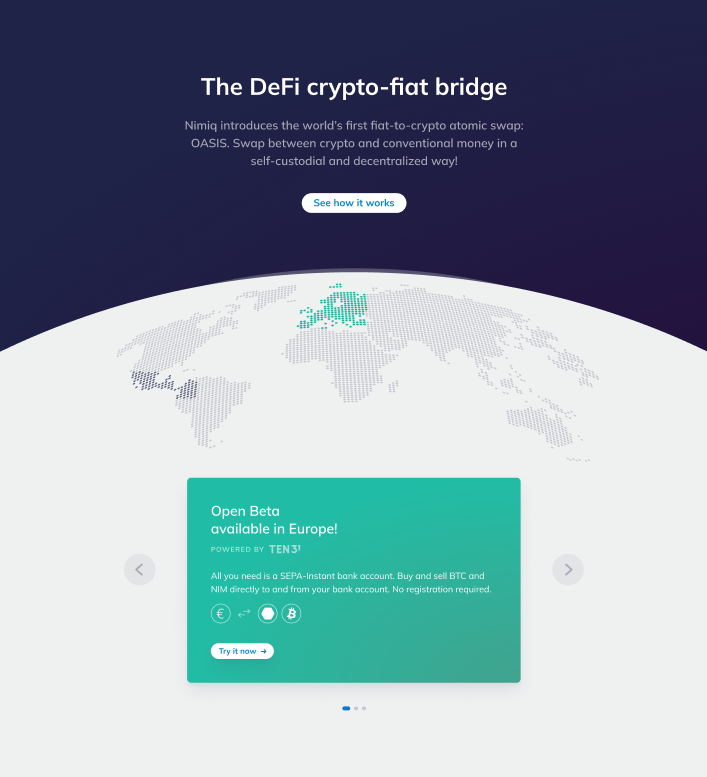 The DeFi crypto-fiat bridge
Nimiq introduces the world's first fiat-to-crypto atomic swap:
OASIS. Swap between crypto and conventional money in a
self-custodial and decentralized way!
See how it works
Open Beta
available in Europe!
POWERED BY TEN31
All you need is a SEPA-Instant bank account. Buy and sell BTC and
NIM directly to and from your bank account. No registration required.
Try it now →